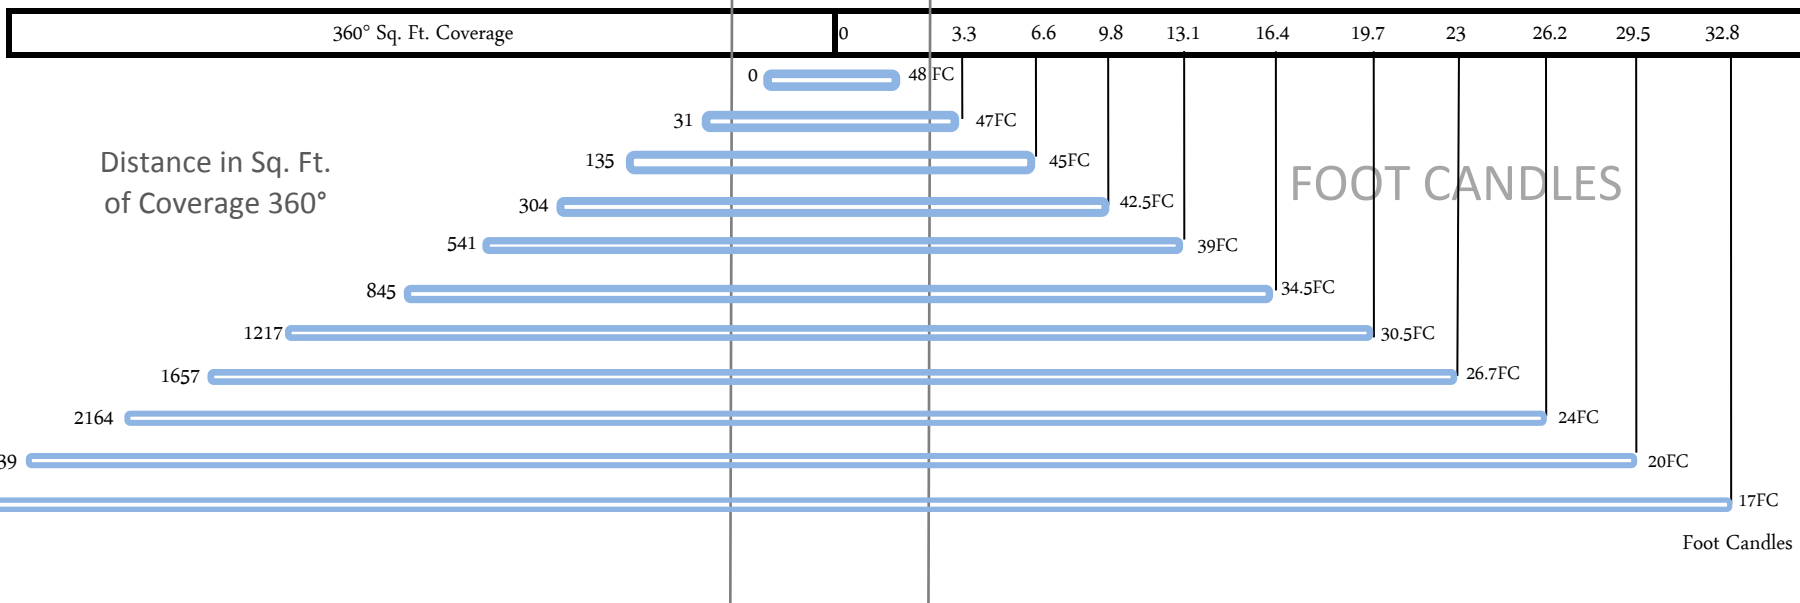 360° Sq. Ft. Coverage 0 3.3 6.6 9.8 13.1 16.4 19.7 23 26.2 29.5 32.8
0 48 FC
31 47FC
135 45FC
Distance in Sq. Ft.
of Coverage 360°
FOOT CANDLES
304 42.5FC
541 39FC
845 34.5FC
1217 30.5FC
1657 26.7FC
2164 24FC
39 20FC
17FC
Foot Candles